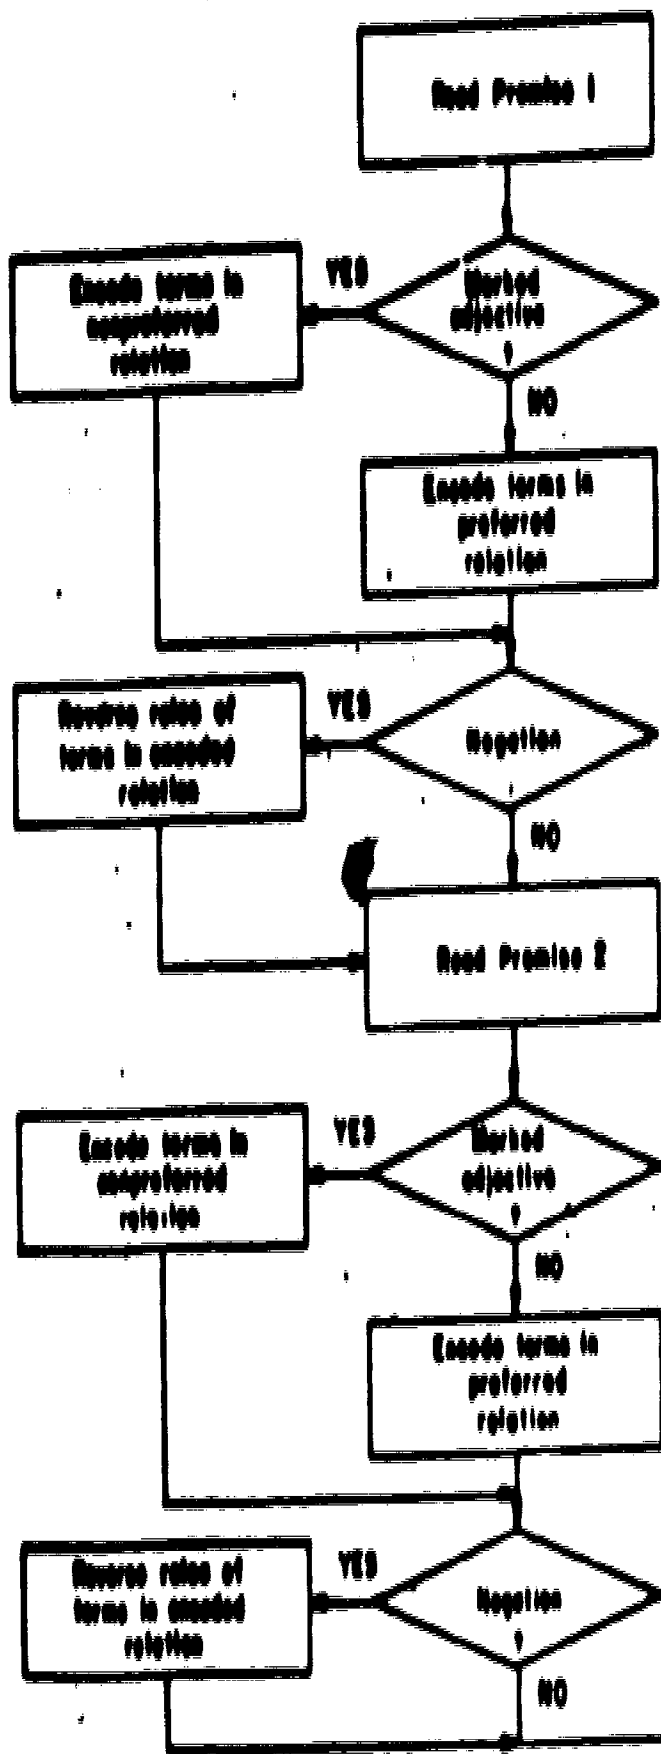 Read Premise 1
Marked
adjective
?
YES
Encode terms in
nonpreferred
relation
NO
Encode terms in
preferred
relation
Negation
?
YES
Reverse roles of
terms in encoded
relation
NO
Read Premise 2
Marked
adjective
?
YES
Encode terms in
nonpreferred
relation
NO
Encode terms in
preferred
relation
Negation
?
YES
Reverse roles of
terms in encoded
relation
NO